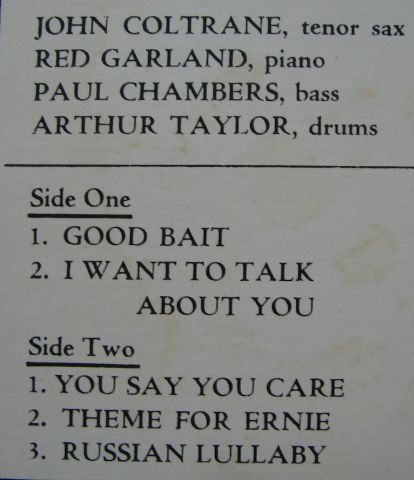 JOHN COLTRANE, tenor sax
RED GARLAND, piano
PAUL CHAMBERS, bass
ARTHUR TAYLOR, drums
Side One
1. GOOD BAIT
2. I WANT TO TALK
ABOUT YOU
Side Two
1. YOU SAY YOU CARE
2. THEME FOR ERNIE
3. RUSSIAN LULLABY